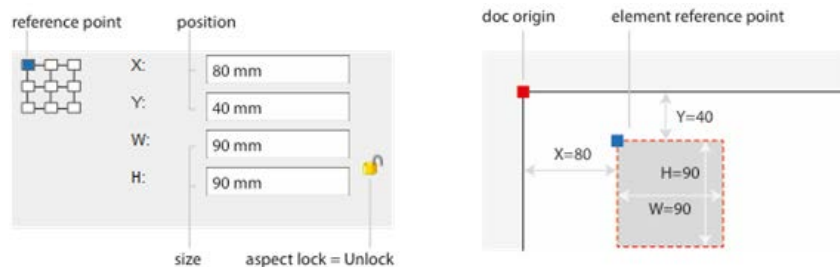 reference point
position
X:
80 mm
Y:
40 mm
W:
90 mm
H:
90 mm
size
aspect lock = Unlock
doc origin
element reference point
Y=40
X=80
H=90
W=90